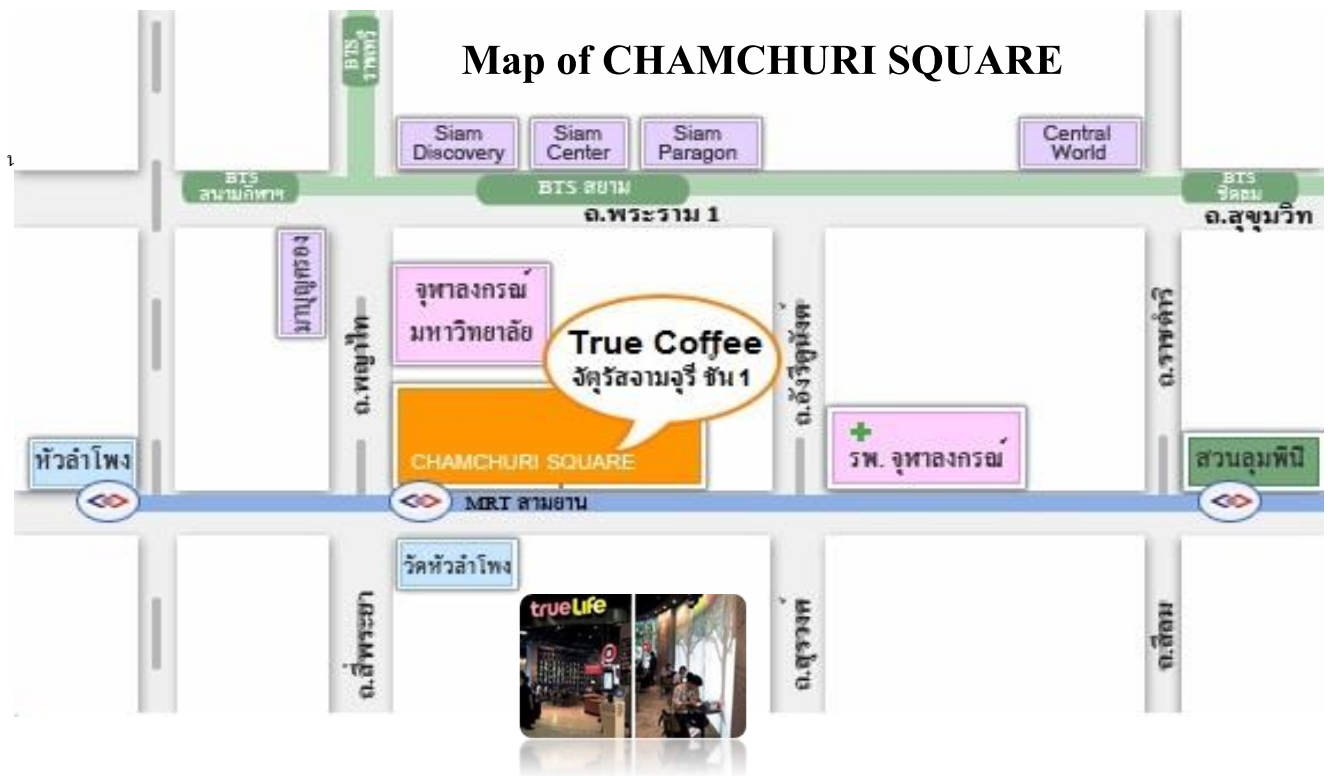 Map of CHAMCHURI SQUARE
BTS
ราชเทวี
Siam
Discovery
Siam
Center
Siam
Paragon
Central
World
น
BTS
สนามกีฬาฯ
BTS สยาม
BTS
ชิดลม
ถ.พระราม 1
ถ.สุขุมวิท
มาบุญครอง
จุฬาลงกรณ์
มหาวิทยาลัย
True Coffee
จัตุรัสจามจุรี ชั้น 1
ถ.พญาไท
ถ.อังรีดูนังต์
ถ.ราชดำริ
หัวลำโพง
CHAMCHURI SQUARE
รพ. จุฬาลงกรณ์
สวนลุมพินี
MRT สามย่าน
วัดหัวลำโพง
trueLife
ถ.สี่พระยา
ถ.สุรวงศ์
ถ.สีลม